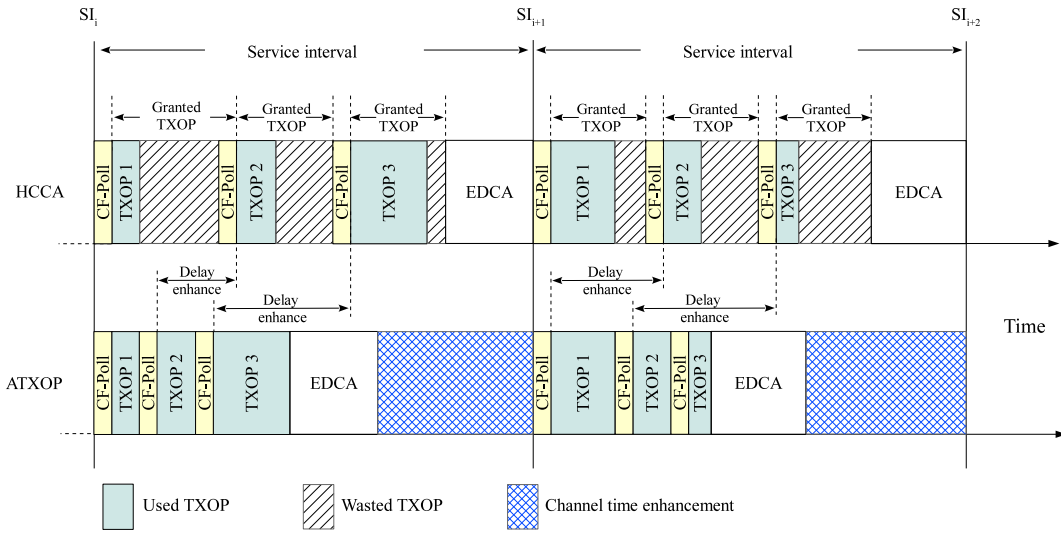 SIi
SIi+1
SIi+2
Service interval
Service interval
Granted
TXOP
Granted
TXOP
Granted
TXOP
Granted
TXOP
Granted
TXOP
Granted
TXOP
HCCA
CF-Poll
TXOP 1
CF-Poll
TXOP 2
CF-Poll
TXOP 3
EDCA
CF-Poll
TXOP 1
CF-Poll
TXOP 2
CF-Poll
TXOP 3
EDCA
Delay
enhance
Delay
enhance
Delay
enhance
Delay
enhance
Time
ATXOP
CF-Poll
TXOP 1
CF-Poll
TXOP 2
CF-Poll
TXOP 3
EDCA
CF-Poll
TXOP 1
CF-Poll
TXOP 2
CF-Poll
TXOP 3
EDCA
Used TXOP
Wasted TXOP
Channel time enhancement